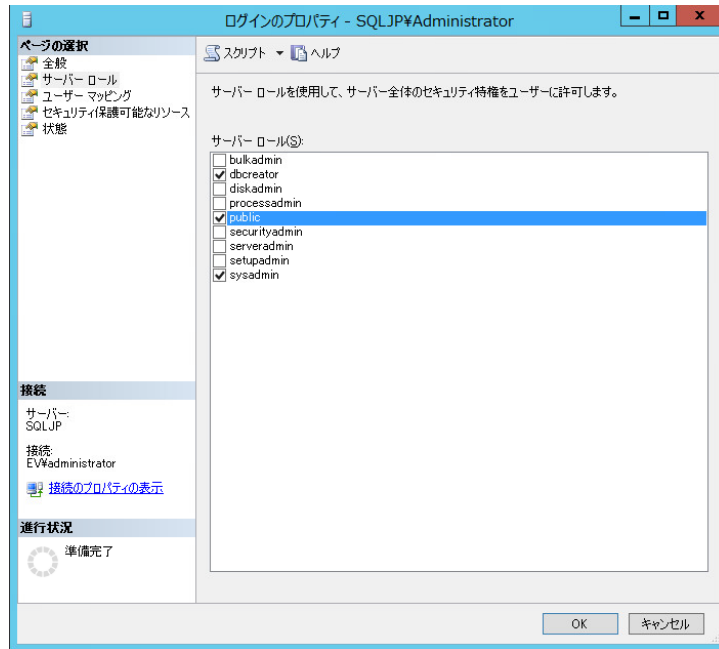 ログインのプロパティ - SQLJP¥Administrator
ページの選択
全般
サーバー ロール
ユーザー マッピング
セキュリティ保護可能なリソース
状態
スクリプト
ヘルプ
サーバー ロールを使用して、サーバー全体のセキュリティ特権をユーザーに許可します。
サーバー ロール(S):
bulkadmin
dbcreator
diskadmin
processadmin
public
securityadmin
serveradmin
setupadmin
sysadmin
接続
サーバー:
SQLJP
接続:
EV¥administrator
接続のプロパティの表示
進行状況
準備完了
OK
キャンセル